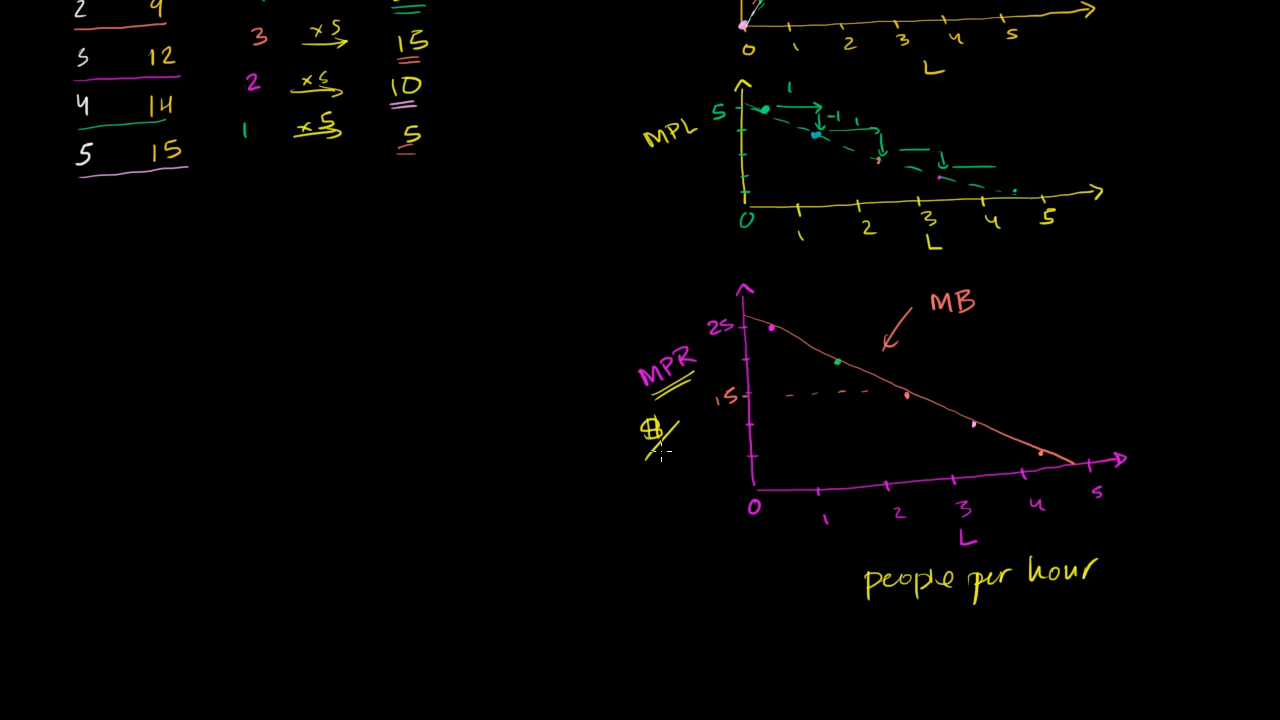 2 9
3 ×5 15
3 12
2 ×5 10
4 14
1 ×5 5
5 15
0 1 2 3 4 5
L
MPL
5
1
-1 1
0 1 2 3 4 5
L
MB
MPR
25
15
$/
0 1 2 3 4 5
L
people per hour